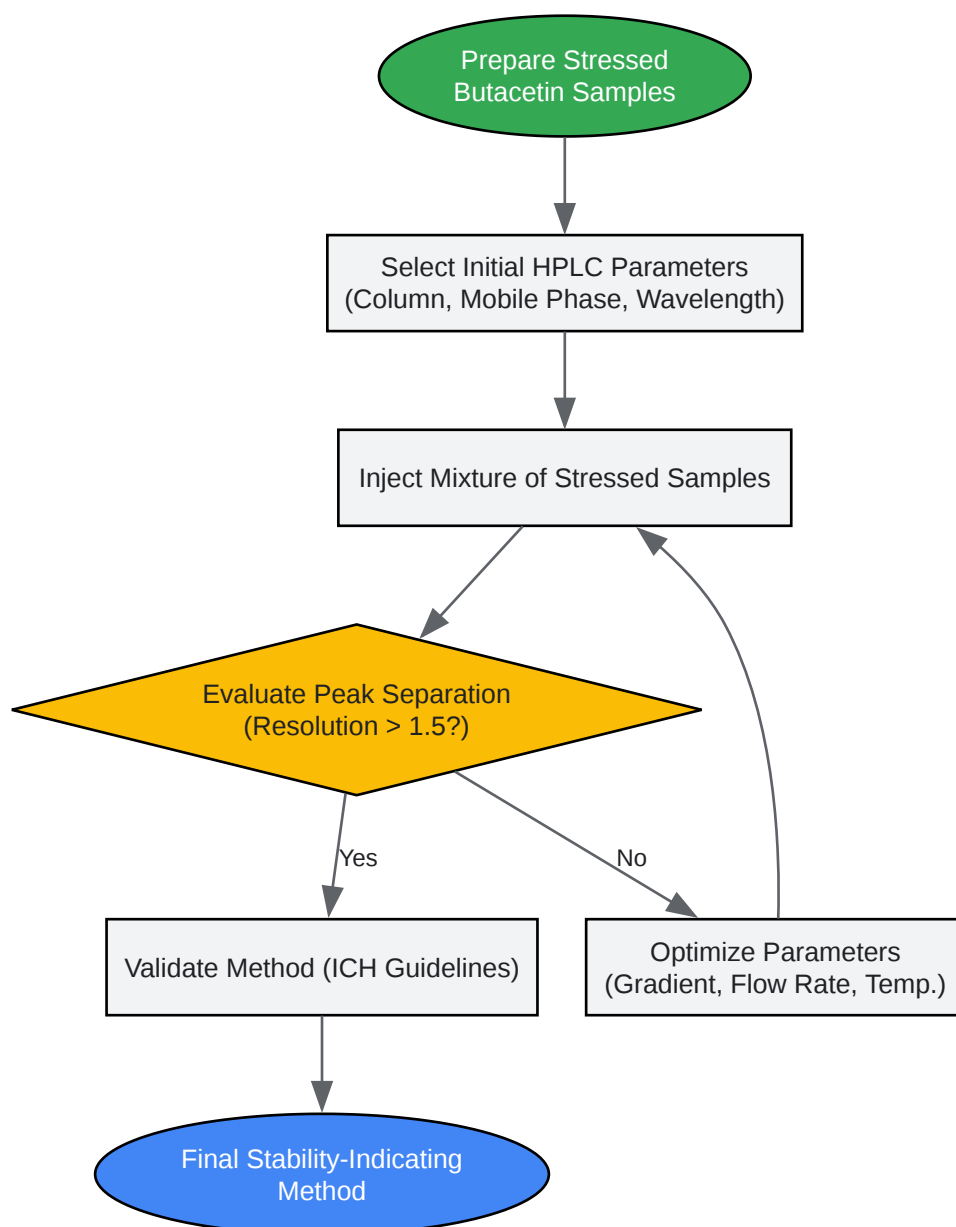 Prepare Stressed
Butacetin Samples
Select Initial HPLC Parameters
(Column, Mobile Phase, Wavelength)
Inject Mixture of Stressed Samples
Evaluate Peak Separation
(Resolution > 1.5?)
Yes
No
Validate Method (ICH Guidelines)
Optimize Parameters
(Gradient, Flow Rate, Temp.)
Final Stability-Indicating
Method